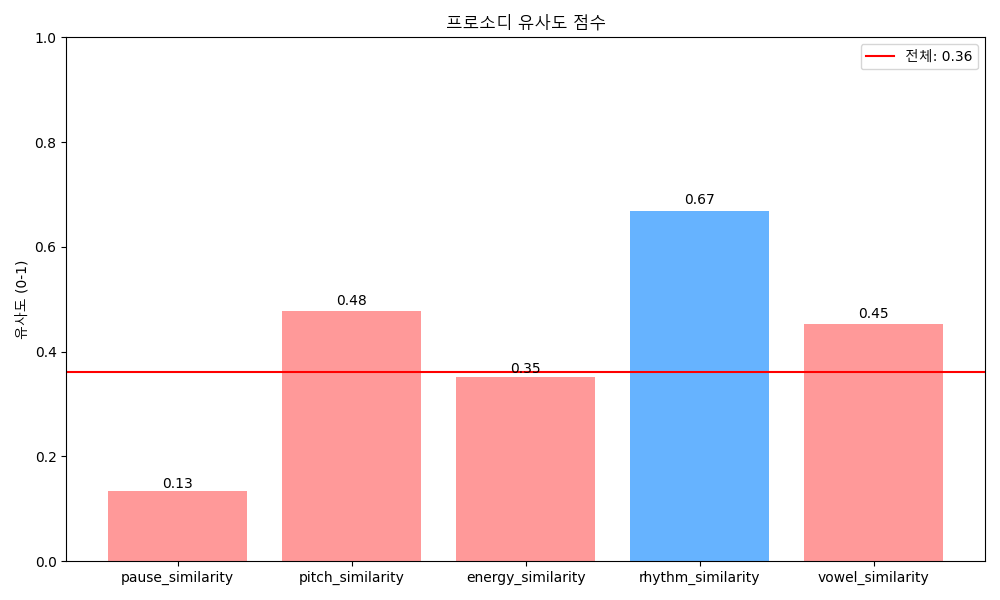 프로소디 유사도 점수
전체: 0.36
유사도 (0-1)
1.0
0.8
0.6
0.4
0.2
0.0
0.13
0.48
0.35
0.67
0.45
pause_similarity
pitch_similarity
energy_similarity
rhythm_similarity
vowel_similarity